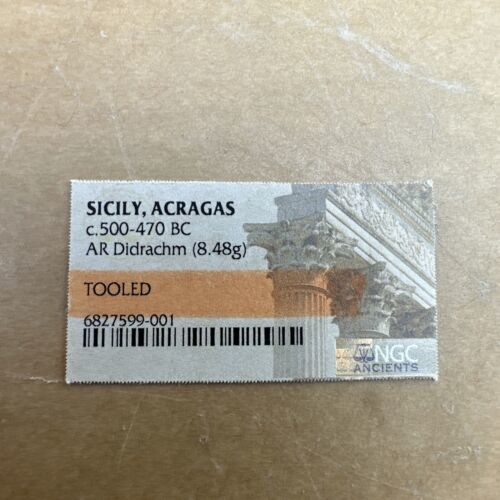 SICILY, ACRAGAS
c.500-470 BC
AR Didrachm (8.48g)
TOOLED
6827599-001
NGC
ANCIENTS